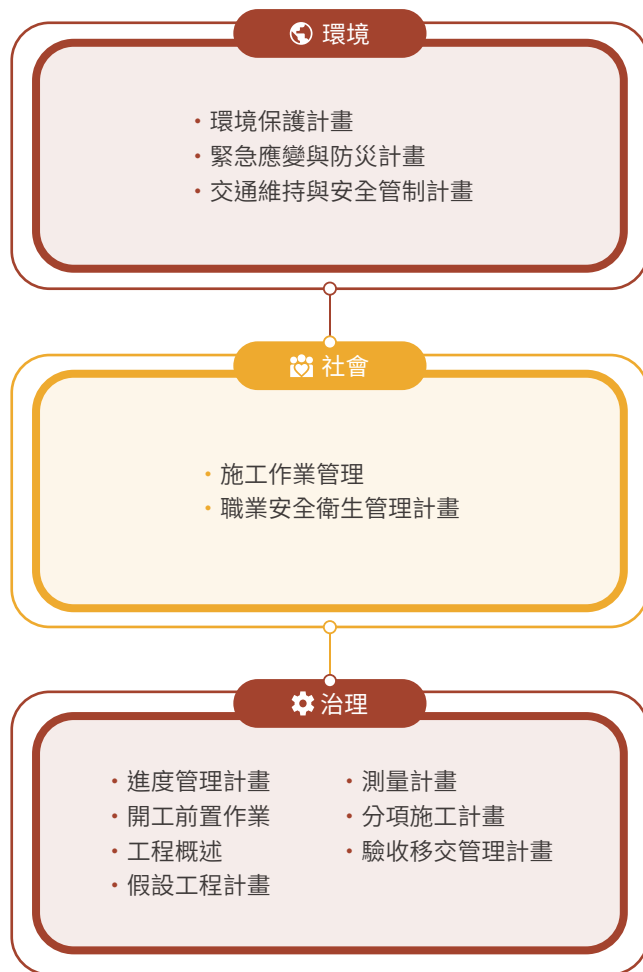 環境
・環境保護計畫
・緊急應變與防災計畫
・交通維持與安全管制計畫
社會
・施工作業管理
・職業安全衛生管理計畫
治理
・進度管理計畫
・開工前置作業
・工程概述
・假設工程計畫
・測量計畫
・分項施工計畫
・驗收移交管理計畫